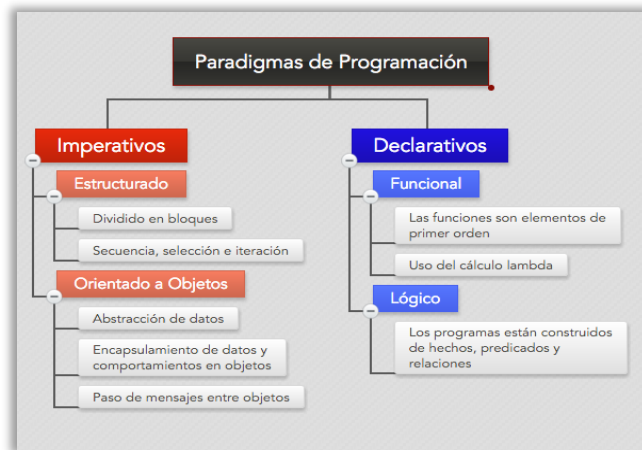 Paradigmas de Programación
Imperativos
Estructurado
Dividido en bloques
Secuencia, selección e iteración
Orientado a Objetos
Abstracción de datos
Encapsulamiento de datos y
comportamientos en objetos
Paso de mensajes entre objetos
Declarativos
Funcional
Las funciones son elementos de
primer orden
Uso del cálculo lambda
Lógico
Los programas están construidos
de hechos, predicados y
relaciones